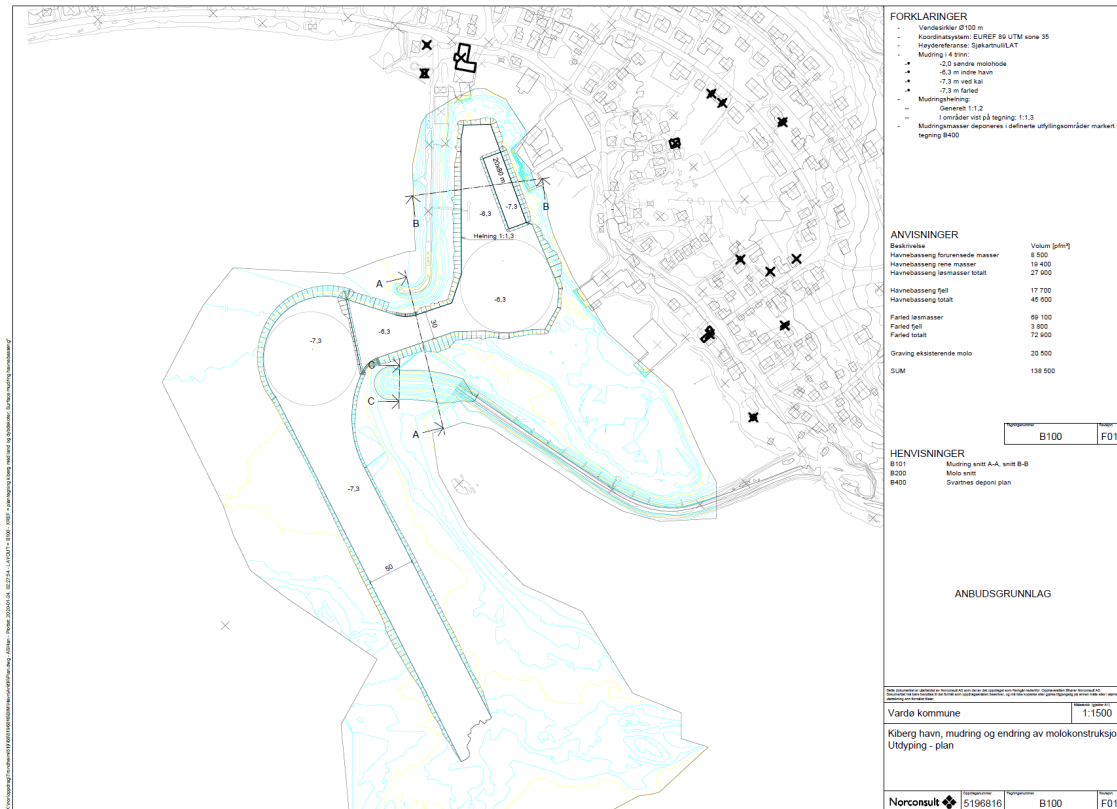 FORKLARINGER
- Vendesirkler Ø100 m
- Koordinatsystem: EUREF 89 UTM sone 35
- Høydereferanse: Sjøkartnull/LAT
- Mudring i 4 trinn:
-2,0 søndre molohode
-6,3 m indre havn
-7,3 m ved kai
-7,3 m farled
- Mudringshelning:
-- Generelt 1:1,2
-- I områder vist på tegning: 1:1,3
- Mudringsmasser deponeres i definerte utfyllingsområder markert i
tegning B400
ANVISNINGER
Beskrivelse Volum [pfm³]
Havnebasseng forurensede masser 8 500
Havnebasseng rene masser 19 400
Havnebasseng løsmasser totalt 27 900
Havnebasseng fjell 17 700
Havnebasseng totalt 45 600
Farled løsmasser 69 100
Farled fjell 3 800
Farled totalt 72 900
Graving eksisterende molo 20 500
SUM 138 500
Tegningsnummer
B100 F01
HENVISNINGER
B101 Mudring snitt A-A, snitt B-B
B200 Molo snitt
B400 Svartnes deponi plan
ANBUDSGRUNNLAG
Vardø kommune
1:1500
Kiberg havn, mudring og endring av molokonstruksjo
Utdyping - plan
Norconsult
Oppdragsnummer
5196816
Tegningsnummer
B100
F01
20x80 m
-7,3
-6,3
B
B
Helning 1:1,3
A
-6,3
30
-6,3
-7,3
C
C
A
-7,3
50